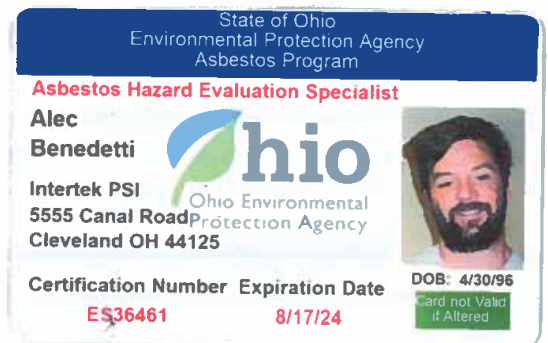 State of Ohio
Environmental Protection Agency
Asbestos Program
Asbestos Hazard Evaluation Specialist
Alec
Benedetti
Ohio
Ohio Environmental
Protection Agency
Intertek PSI
5555 Canal Road
Cleveland OH 44125
Certification Number Expiration Date
ES36461 8/17/24
DOB: 4/30/96
Card not Valid
if Altered